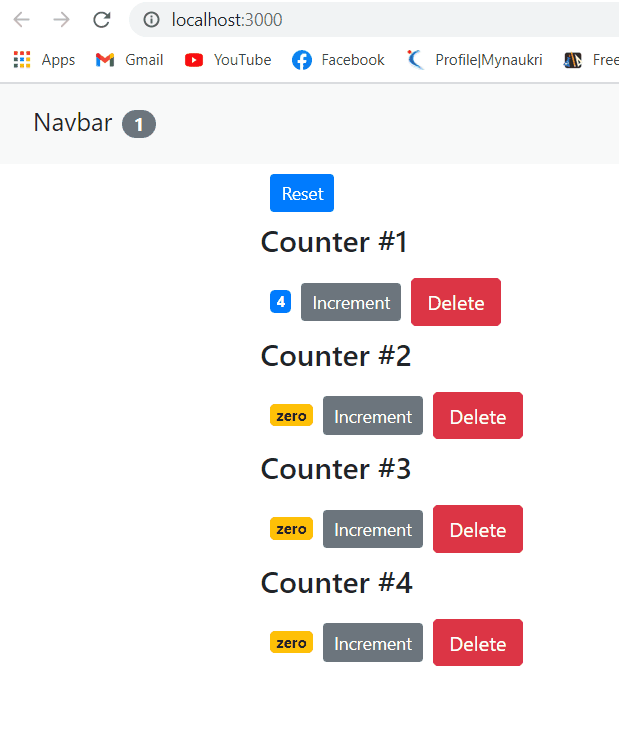 localhost:3000
Apps Gmail YouTube Facebook Profile|Mynaukri Free
Navbar 1
Reset
Counter #1
4 Increment Delete
Counter #2
zero Increment Delete
Counter #3
zero Increment Delete
Counter #4
zero Increment Delete